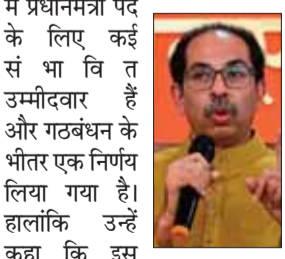 में प्रधानमंत्री पद
के लिए कई
सं भा वि त
उम्मीदवार हैं
और गठबंधन के
भीतर एक निर्णय
लिया गया है।
हालांकि उन्हें
कहा कि इस